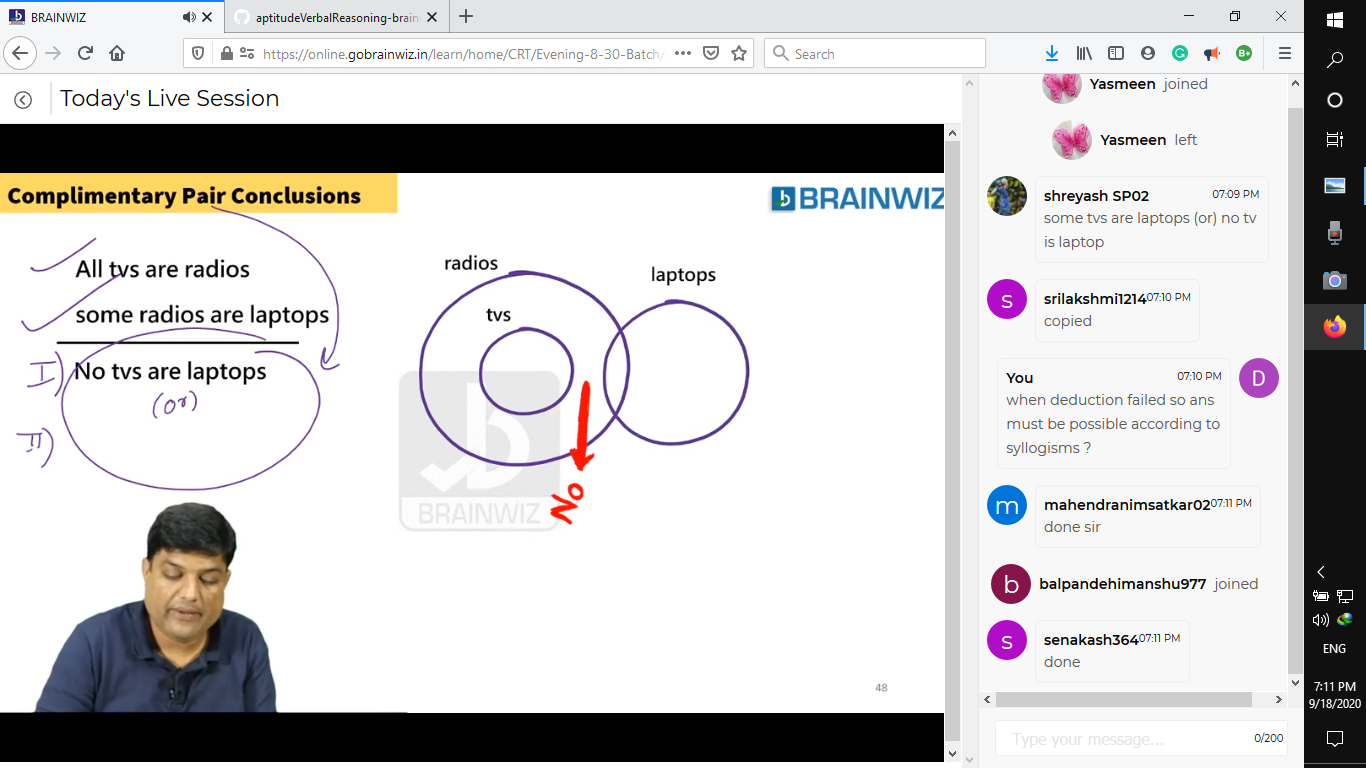 BRAINWIZ
aptitudeVerbalReasoning-brain
https://online.gobrainwiz.in/learn/home/CRT/Evening-8-30-Batch/
Search
Today's Live Session
Complimentary Pair Conclusions
BRAINWIZ
All tvs are radios
some radios are laptops
I) No tvs are laptops
(or)
II)
radios
laptops
tvs
No
BRAINWIZ
48
Yasmeen joined
Yasmeen left
shreyash SP02 07:09 PM
some tvs are laptops (or) no tv
is laptop
s
srilakshmi1214 07:10 PM
copied
You 07:10 PM
D
when deduction failed so ans
must be possible according to
syllogisms ?
m
mahendranimsatkar02 07:11 PM
done sir
b
balpandehimanshu977 joined
s
senakash364 07:11 PM
done
Type your message...
0/200
ENG
7:11 PM
9/18/2020